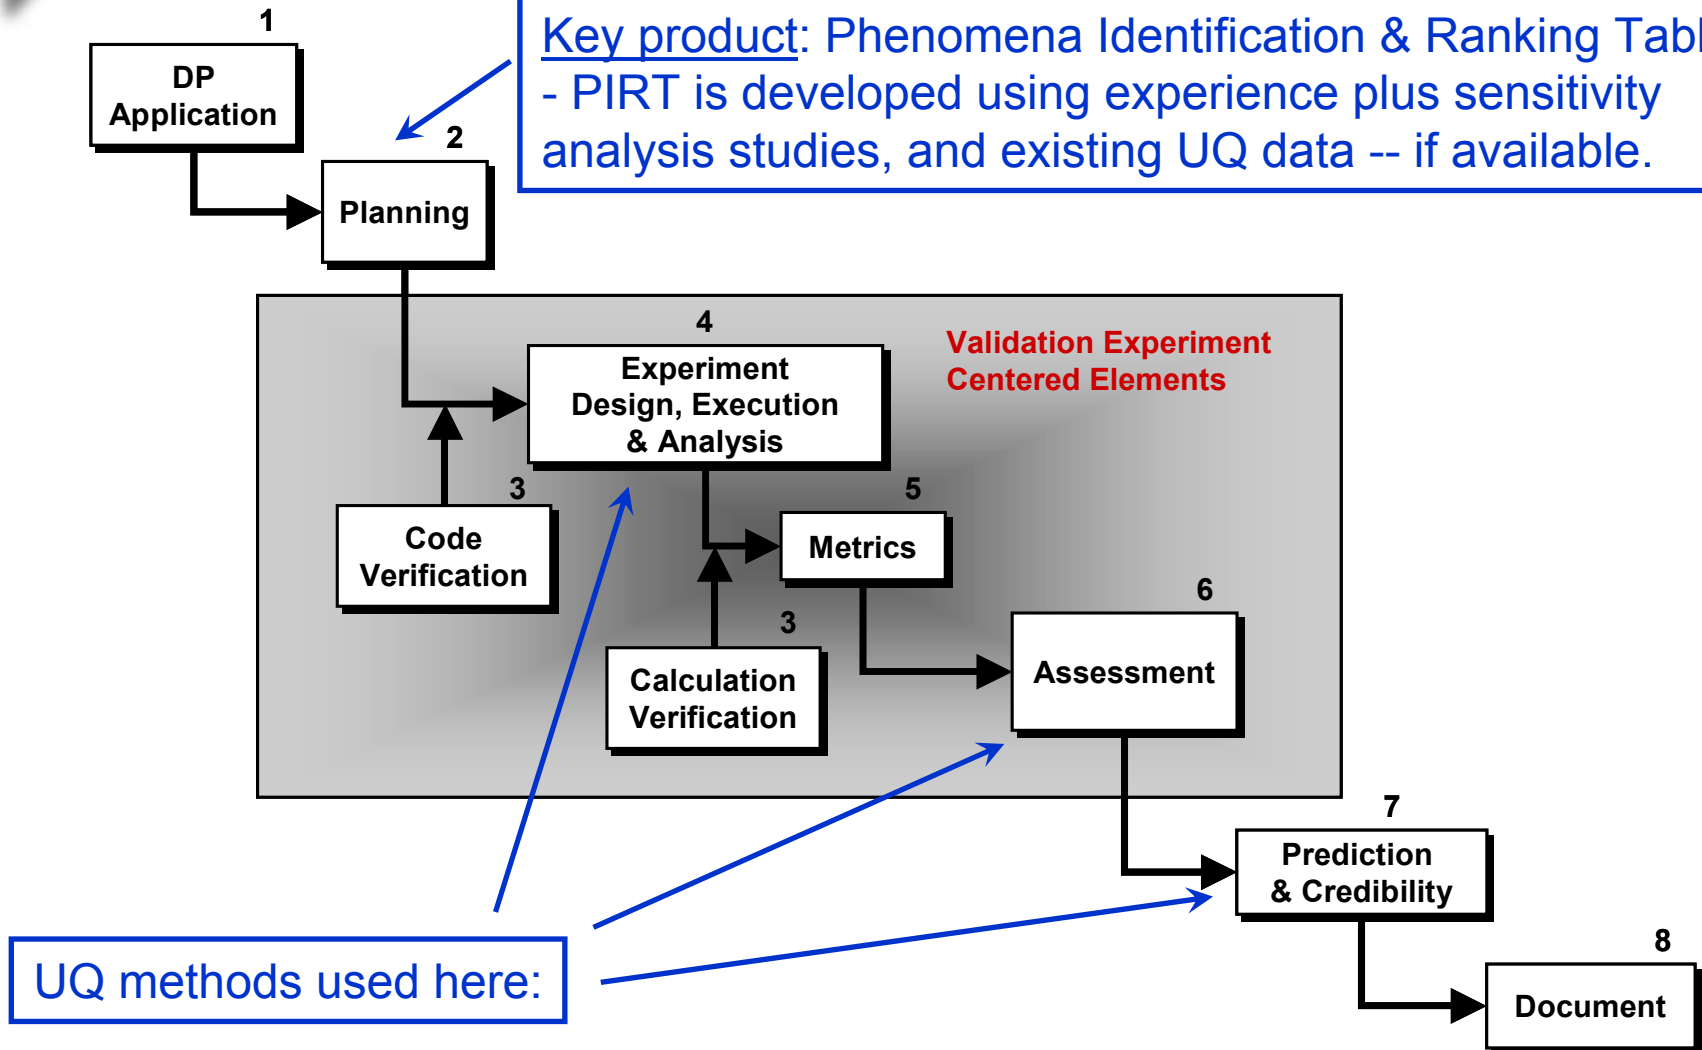 1
DP
Application
Key product: Phenomena Identification & Ranking Tabl
- PIRT is developed using experience plus sensitivity
analysis studies, and existing UQ data -- if available.
2
Planning
4
Experiment
Design, Execution
& Analysis
Validation Experiment
Centered Elements
3
Code
Verification
5
Metrics
3
Calculation
Verification
6
Assessment
7
Prediction
& Credibility
UQ methods used here:
8
Document